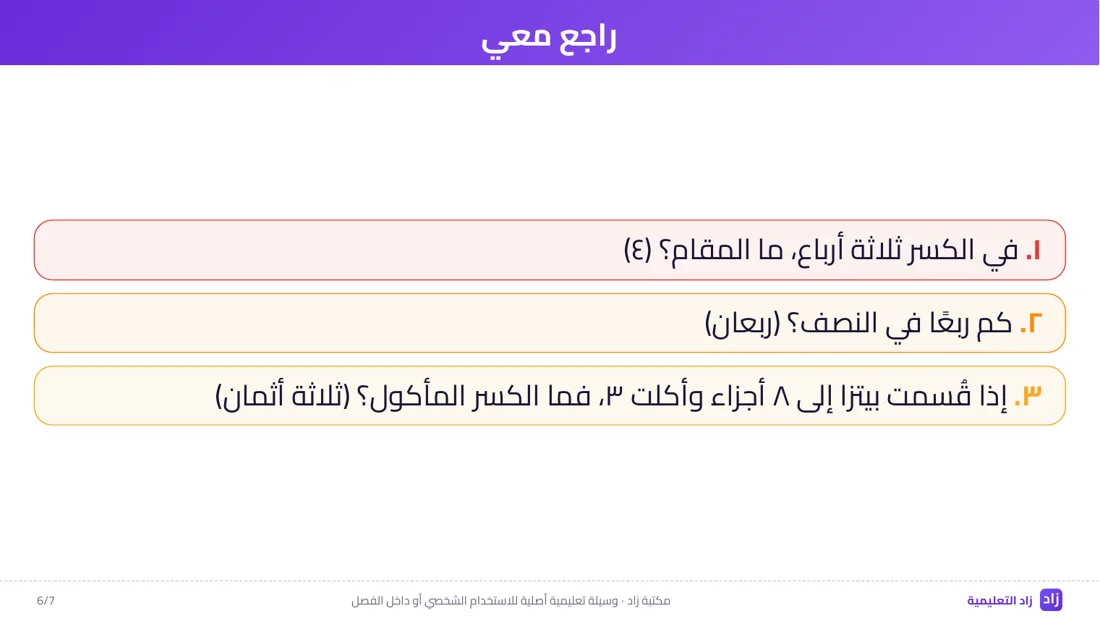 راجع معي
١. في الكسر ثلاثة أرباع، ما المقام؟ (٤)
٢. كم ربعًا في النصف؟ (ربعان)
٣. إذا قُسمت بيتزا إلى ٨ أجزاء وأكلت ٣، فما الكسر المأكول؟ (ثلاثة أثمان)
زاد زاد التعليمية
مكتبة زاد · وسيلة تعليمية أصلية للاستخدام الشخصي أو داخل الفصل
6/7